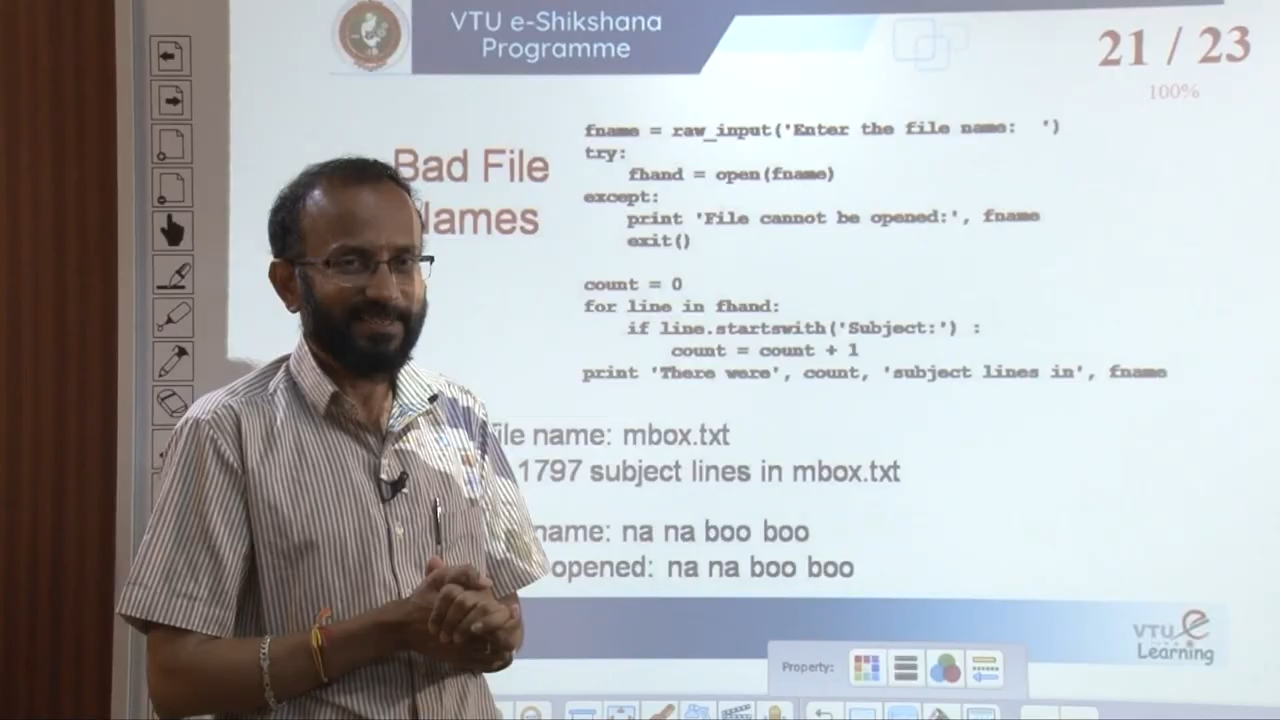 VTU e-Shikshana
Programme
21 / 23
100%
Bad File
Names
fname = raw_input('Enter the file name:  ')
try:
    fhand = open(fname)
except:
    print 'File cannot be opened:', fname
    exit()
count = 0
for line in fhand:
    if line.startswith('Subject:') :
        count = count + 1
print 'There were', count, 'subject lines in', fname
file name: mbox.txt
1797 subject lines in mbox.txt
name: na na boo boo
opened: na na boo boo
VTU e
Learning
Property: